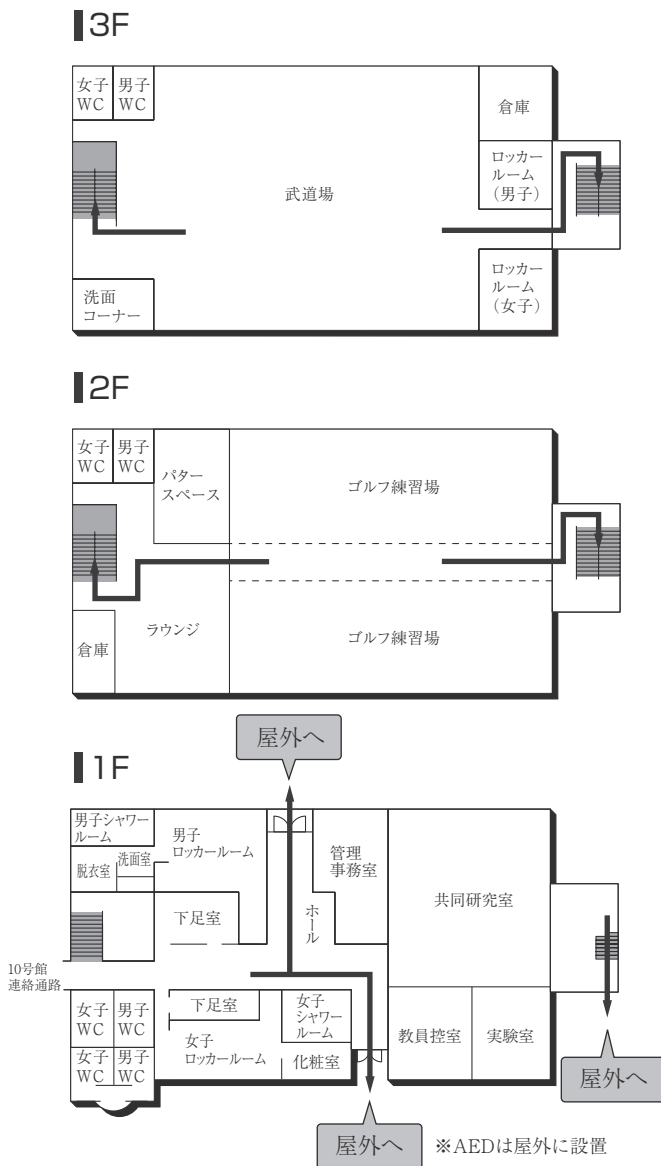 3F
女子
WC
男子
WC
倉庫
ロッカー
ルーム
（男子）
武道場
洗面
コーナー
ロッカー
ルーム
（女子）
2F
女子
WC
男子
WC
パター
スペース
ゴルフ練習場
ラウンジ
倉庫
ゴルフ練習場
屋外へ
1F
男子シャワー
ルーム
男子
ロッカールーム
脱衣室
洗面室
管理
事務室
共同研究室
下足室
ホール
10号館
連絡通路
女子
WC
男子
WC
下足室
女子
シャワー
ルーム
女子
ロッカールーム
化粧室
教員控室
実験室
女子
WC
男子
WC
屋外へ
屋外へ
※AEDは屋外に設置